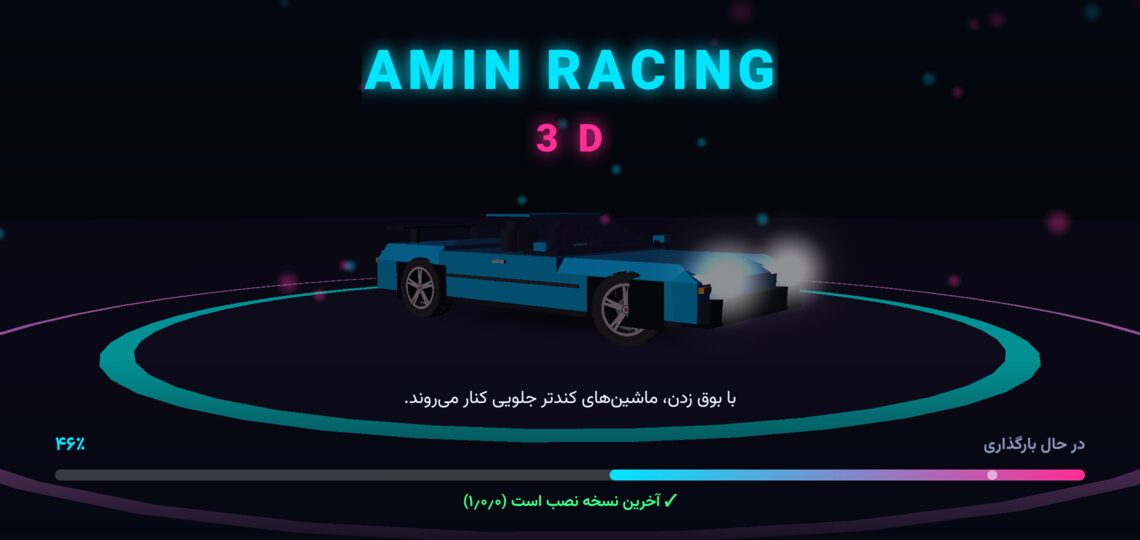 AMIN RACING
3 D
با بوق زدن، ماشین‌های کندتر جلویی کنار می‌روند.
در حال بارگذاری
۴۶٪
✓ آخرین نسخه نصب است (۱٫۰٫۰)